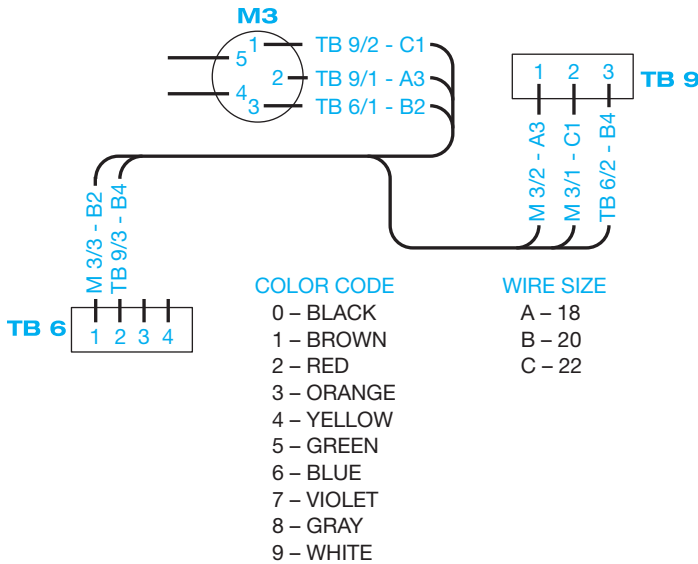 M3
1 TB 9/2 - C1
5
2 TB 9/1 - A3
4
3 TB 6/1 - B2
1 2 3
TB 9
M 3/2 - A3
M 3/1 - C1
TB 6/2 - B4
M 3/3 - B2
TB 9/3 - B4
TB 6
1 2 3 4
COLOR CODE
0 – BLACK
1 – BROWN
2 – RED
3 – ORANGE
4 – YELLOW
5 – GREEN
6 – BLUE
7 – VIOLET
8 – GRAY
9 – WHITE
WIRE SIZE
A – 18
B – 20
C – 22